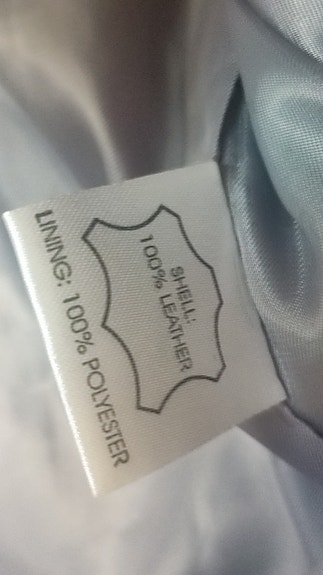 SHELL:
100% LEATHER
LINING: 100% POLYESTER